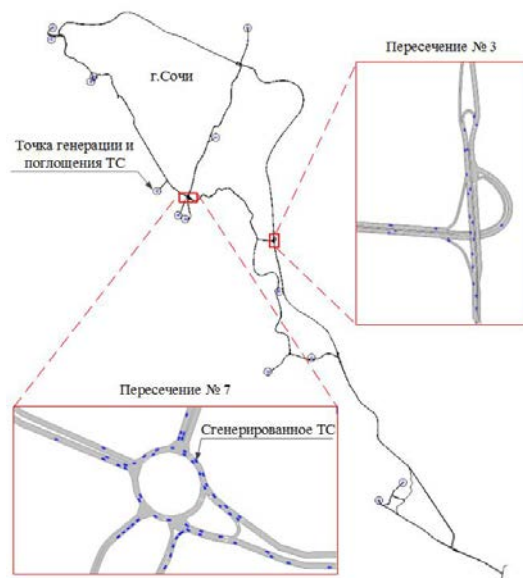 Пересечение № 3
г.Сочи
Точка генерации и
поглощения ТС
Пересечение № 7
Сгенерированное ТС